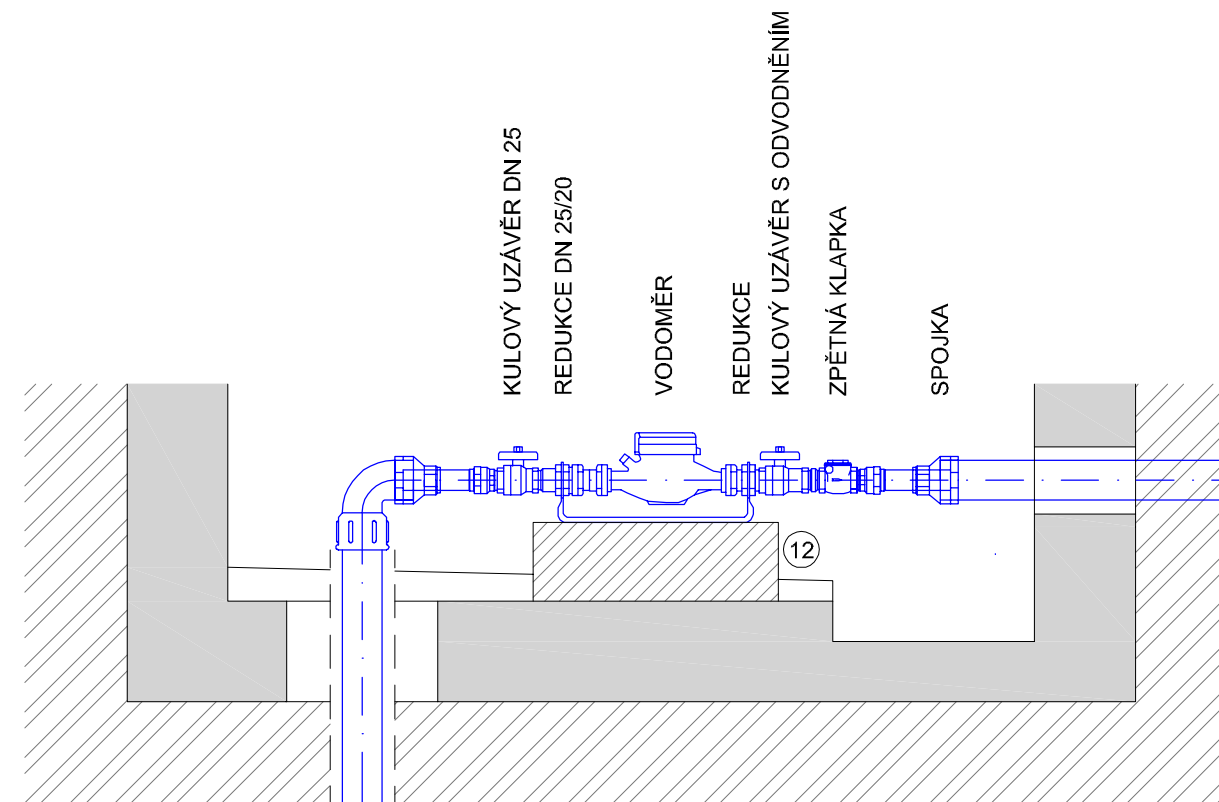 KULOVÝ UZÁVĚR DN 25
REDUKCE DN 25/20
VODOMĚR
REDUKCE
KULOVÝ UZÁVĚR S ODVODNĚNÍM
ZPĚTNÁ KLAPKA
SPOJKA
12